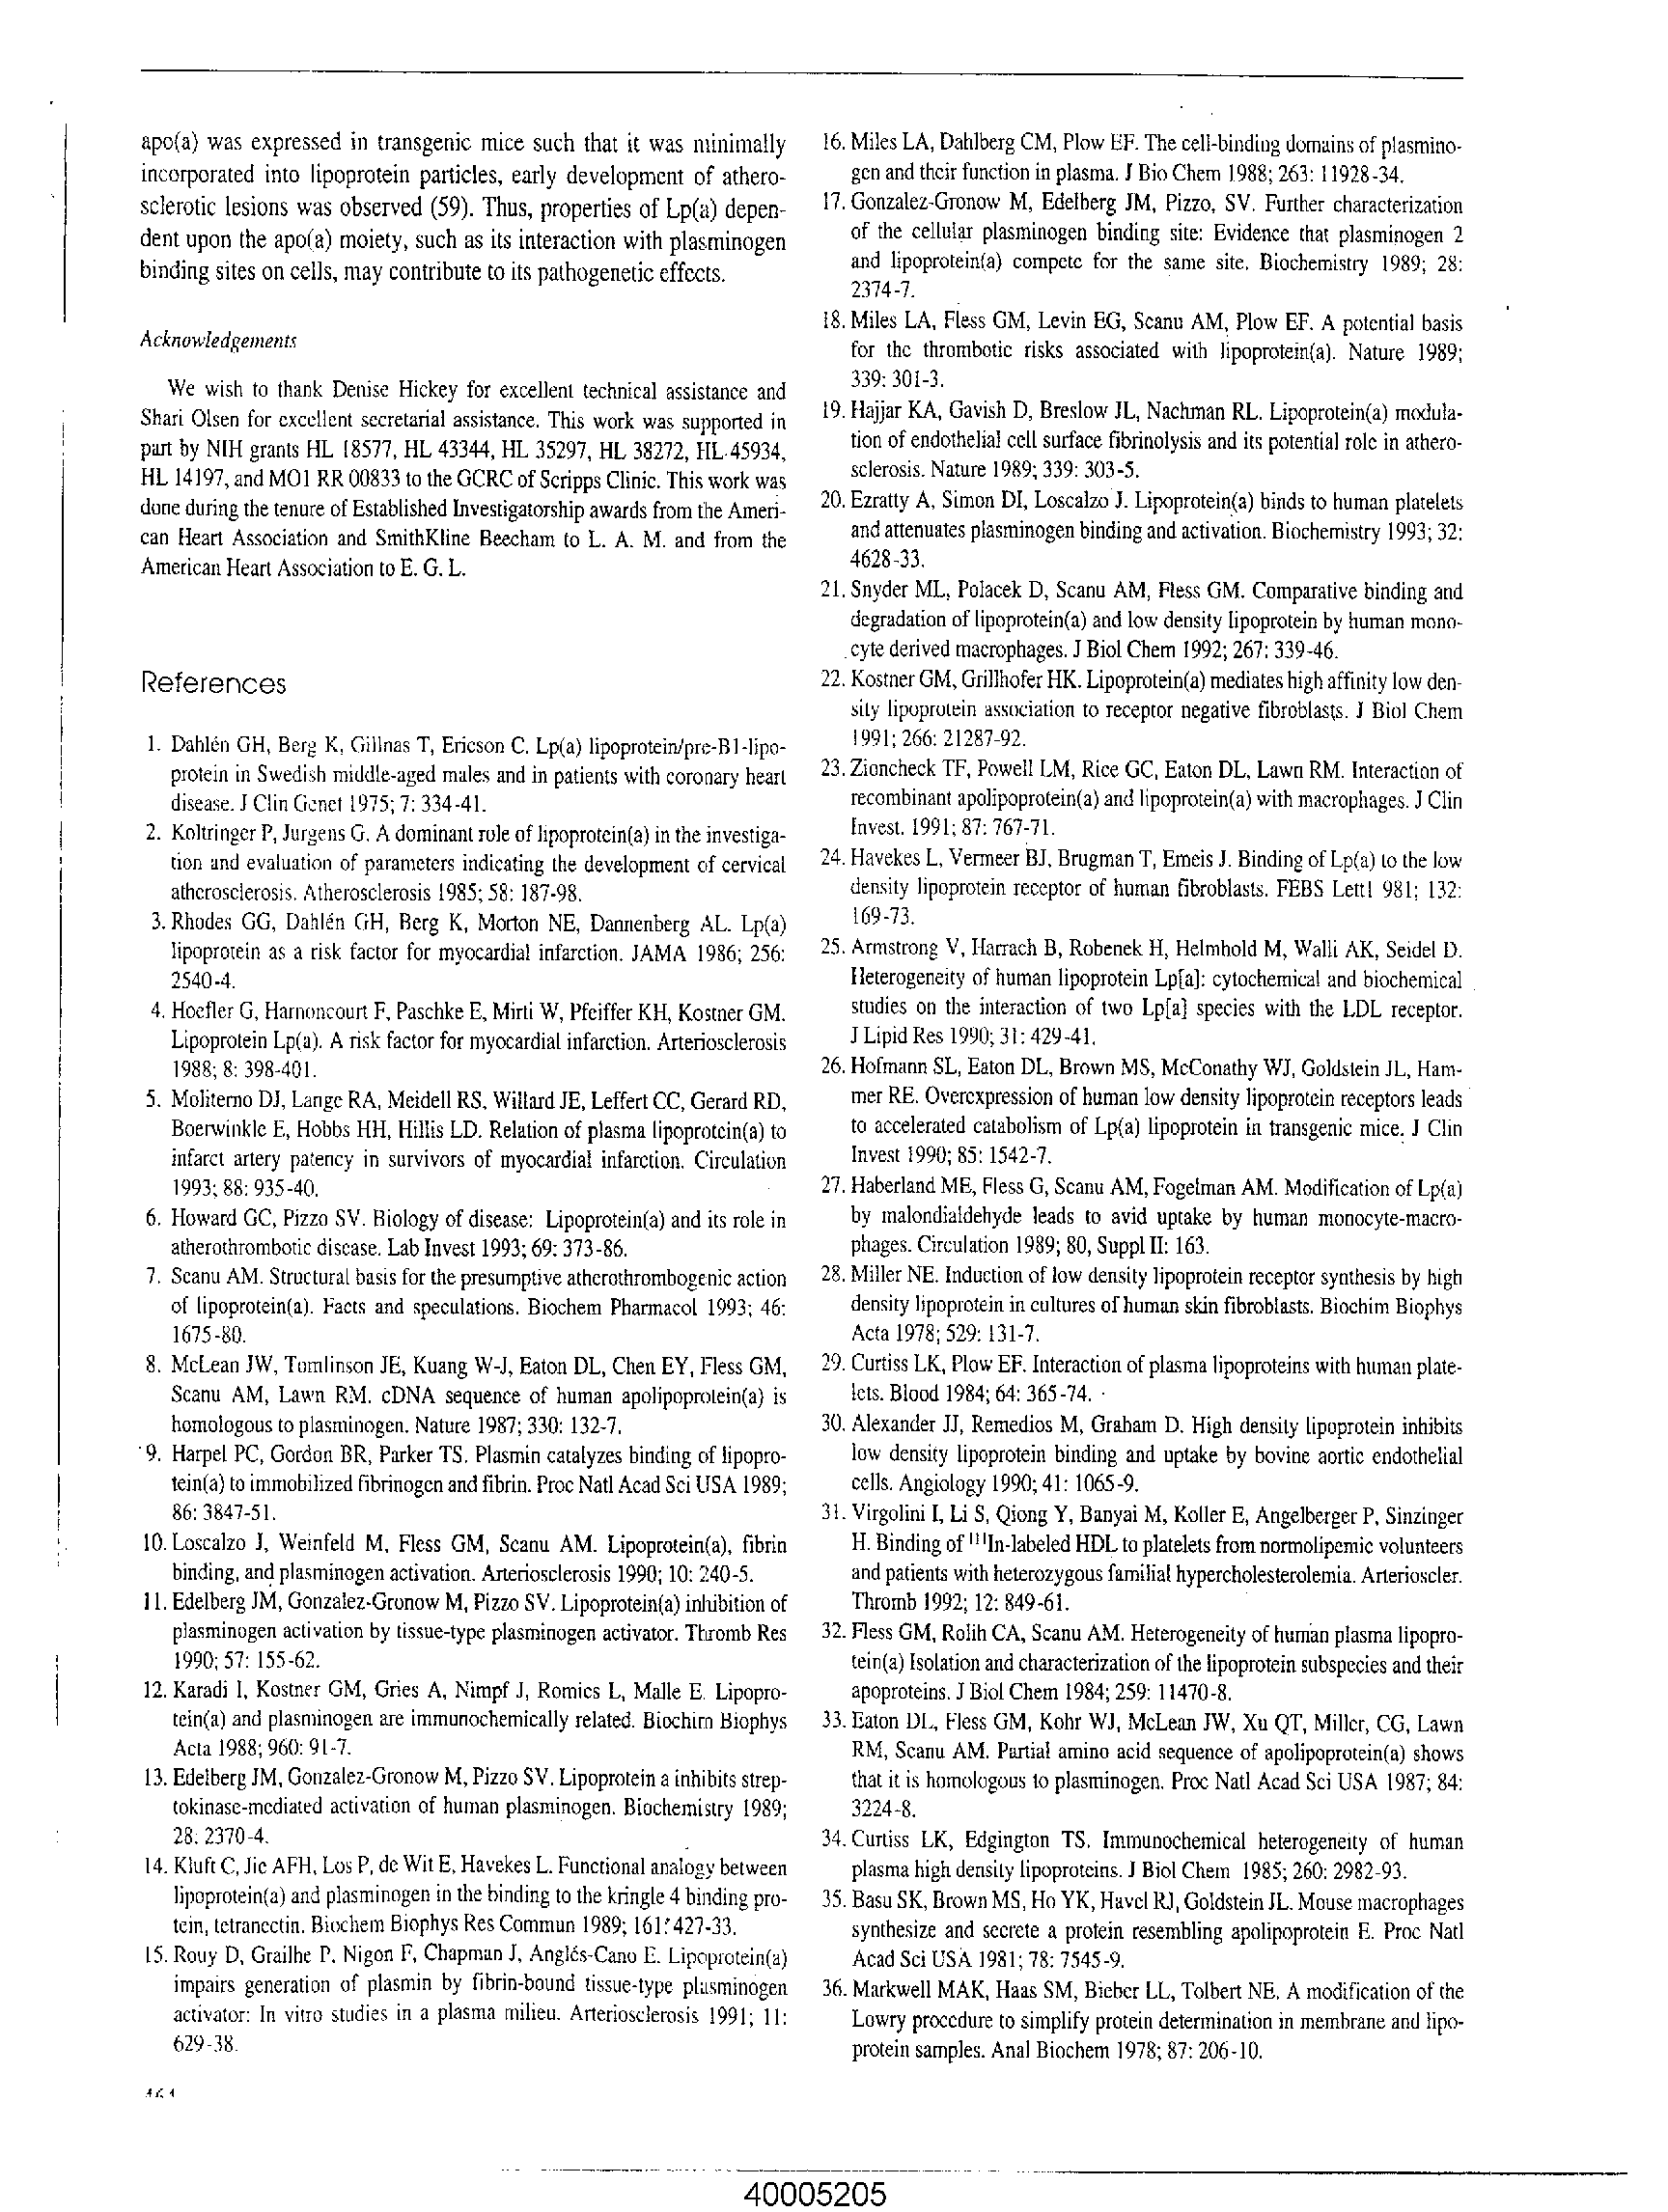 apo(a) was expressed in transgenic mice such that it was minimally
incorporated into lipoprotein particles, early development of athero-
sclerotic lesions was observed (59). Thus, properties of Lp(a) depen-
dent upon the apo(a) moiety, such as its interaction with plasminogen
binding sites on cells, may contribute to its pathogenetic effects.
Acknowledgements
We wish to thank Denise Hickey for excellent technical assistance and
Shari Olsen for excellent secretarial assistance. This work was supported in
part by NIH grants HL 18577, HL 43344, HL 35297, HL 38272, HL 45934,
HL 14197, and MO1 RR 00833 to the GCRC of Scripps Clinic. This work was
done during the tenure of Established Investigatorship awards from the Ameri-
can Heart Association and SmithKline Beecham to L. A. M. and from the
American Heart Association to E. G. L.
References
1. Dahlén GH, Berg K, Gillnas T, Ericson C. Lp(a) lipoprotein/pre-B1-lipo-
protein in Swedish middle-aged males and in patients with coronary heart
disease. J Clin Genet 1975; 7: 334-41.
2. Koltringer P, Jurgens G. A dominant role of lipoprotein(a) in the investiga-
tion and evaluation of parameters indicating the development of cervical
atherosclerosis. Atherosclerosis 1985; 58: 187-98.
3. Rhodes GG, Dahlén GH, Berg K, Morton NE, Dannenberg AL. Lp(a)
lipoprotein as a risk factor for myocardial infarction. JAMA 1986; 256:
2540-4.
4. Hoefler G, Harnoncourt F, Paschke E, Mirti W, Pfeiffer KH, Kostner GM.
Lipoprotein Lp(a). A risk factor for myocardial infarction. Arteriosclerosis
1988; 8: 398-401.
5. Moliterno DJ, Lange RA, Meidell RS, Willard JE, Leffert CC, Gerard RD,
Boerwinkle E, Hobbs HH, Hillis LD. Relation of plasma lipoprotein(a) to
infarct artery patency in survivors of myocardial infarction. Circulation
1993; 88: 935-40.
6. Howard GC, Pizzo SV. Biology of disease: Lipoprotein(a) and its role in
atherothrombotic disease. Lab Invest 1993; 69: 373-86.
7. Scanu AM. Structural basis for the presumptive atherothrombogenic action
of lipoprotein(a). Facts and speculations. Biochem Pharmacol 1993; 46:
1675-80.
8. McLean JW, Tomlinson JE, Kuang W-J, Eaton DL, Chen EY, Fless GM,
Scanu AM, Lawn RM. cDNA sequence of human apolipoprotein(a) is
homologous to plasminogen. Nature 1987; 330: 132-7.
9. Harpel PC, Gordon BR, Parker TS. Plasmin catalyzes binding of lipopro-
tein(a) to immobilized fibrinogen and fibrin. Proc Natl Acad Sci USA 1989;
86: 3847-51.
10. Loscalzo J, Weinfeld M, Fless GM, Scanu AM. Lipoprotein(a), fibrin
binding, and plasminogen activation. Arteriosclerosis 1990; 10: 240-5.
11. Edelberg JM, Gonzalez-Gronow M, Pizzo SV. Lipoprotein(a) inhibition of
plasminogen activation by tissue-type plasminogen activator. Thromb Res
1990; 57: 155-62.
12. Karadi I, Kostner GM, Gries A, Nimpf J, Romics L, Malle E. Lipopro-
tein(a) and plasminogen are immunochemically related. Biochim Biophys
Acta 1988; 960: 91-7.
13. Edelberg JM, Gonzalez-Gronow M, Pizzo SV. Lipoprotein a inhibits strep-
tokinase-mediated activation of human plasminogen. Biochemistry 1989;
28: 2370-4.
14. Kluft C, Jie AFH, Los P, de Wit E, Havekes L. Functional analogy between
lipoprotein(a) and plasminogen in the binding to the kringle 4 binding pro-
tein, tetranectin. Biochem Biophys Res Commun 1989; 161: 427-33.
15. Rouy D, Grailhe P, Nigon F, Chapman J, Anglés-Cano E. Lipoprotein(a)
impairs generation of plasmin by fibrin-bound tissue-type plasminogen
activator: In vitro studies in a plasma milieu. Arteriosclerosis 1991; 11:
629-38.
16. Miles LA, Dahlberg CM, Plow EF. The cell-binding domains of plasmino-
gen and their function in plasma. J Bio Chem 1988; 263: 11928-34.
17. Gonzalez-Gronow M, Edelberg JM, Pizzo, SV. Further characterization
of the cellular plasminogen binding site: Evidence that plasminogen 2
and lipoprotein(a) compete for the same site. Biochemistry 1989; 28:
2374-7.
18. Miles LA, Fless GM, Levin EG, Scanu AM, Plow EF. A potential basis
for the thrombotic risks associated with lipoprotein(a). Nature 1989;
339: 301-3.
19. Hajjar KA, Gavish D, Breslow JL, Nachman RL. Lipoprotein(a) modula-
tion of endothelial cell surface fibrinolysis and its potential role in athero-
sclerosis. Nature 1989; 339: 303-5.
20. Ezratty A, Simon DI, Loscalzo J. Lipoprotein(a) binds to human platelets
and attenuates plasminogen binding and activation. Biochemistry 1993; 32:
4628-33.
21. Snyder ML, Polacek D, Scanu AM, Fless GM. Comparative binding and
degradation of lipoprotein(a) and low density lipoprotein by human mono-
cyte derived macrophages. J Biol Chem 1992; 267: 339-46.
22. Kostner GM, Grillhofer HK. Lipoprotein(a) mediates high affinity low den-
sity lipoprotein association to receptor negative fibroblasts. J Biol Chem
1991; 266: 21287-92.
23. Zioncheck TF, Powell LM, Rice GC, Eaton DL, Lawn RM. Interaction of
recombinant apolipoprotein(a) and lipoprotein(a) with macrophages. J Clin
Invest. 1991; 87: 767-71.
24. Havekes L, Vermeer BJ, Brugman T, Emeis J. Binding of Lp(a) to the low
density lipoprotein receptor of human fibroblasts. FEBS Lett1 981; 132:
169-73.
25. Armstrong V, Harrach B, Robenek H, Helmhold M, Walli AK, Seidel D.
Heterogeneity of human lipoprotein Lp[a]: cytochemical and biochemical
studies on the interaction of two Lp[a] species with the LDL receptor.
J Lipid Res 1990; 31: 429-41.
26. Hofmann SL, Eaton DL, Brown MS, McConathy WJ, Goldstein JL, Ham-
mer RE. Overexpression of human low density lipoprotein receptors leads
to accelerated catabolism of Lp(a) lipoprotein in transgenic mice. J Clin
Invest 1990; 85: 1542-7.
27. Haberland ME, Fless G, Scanu AM, Fogelman AM. Modification of Lp(a)
by malondialdehyde leads to avid uptake by human monocyte-macro-
phages. Circulation 1989; 80, Suppl II: 163.
28. Miller NE. Induction of low density lipoprotein receptor synthesis by high
density lipoprotein in cultures of human skin fibroblasts. Biochim Biophys
Acta 1978; 529: 131-7.
29. Curtiss LK, Plow EF. Interaction of plasma lipoproteins with human plate-
lets. Blood 1984; 64: 365-74.
30. Alexander JJ, Remedios M, Graham D. High density lipoprotein inhibits
low density lipoprotein binding and uptake by bovine aortic endothelial
cells. Angiology 1990; 41: 1065-9.
31. Virgolini I, Li S, Qiong Y, Banyai M, Koller E, Angelberger P, Sinzinger
H. Binding of ¹¹¹In-labeled HDL to platelets from normolipemic volunteers
and patients with heterozygous familial hypercholesterolemia. Arterioscler.
Thromb 1992; 12: 849-61.
32. Fless GM, Rolih CA, Scanu AM. Heterogeneity of human plasma lipopro-
tein(a) Isolation and characterization of the lipoprotein subspecies and their
apoproteins. J Biol Chem 1984; 259: 11470-8.
33. Eaton DL, Fless GM, Kohr WJ, McLean JW, Xu QT, Miller, CG, Lawn
RM, Scanu AM. Partial amino acid sequence of apolipoprotein(a) shows
that it is homologous to plasminogen. Proc Natl Acad Sci USA 1987; 84:
3224-8.
34. Curtiss LK, Edgington TS. Immunochemical heterogeneity of human
plasma high density lipoproteins. J Biol Chem 1985; 260: 2982-93.
35. Basu SK, Brown MS, Ho YK, Havel RJ, Goldstein JL. Mouse macrophages
synthesize and secrete a protein resembling apolipoprotein E. Proc Natl
Acad Sci USA 1981; 78: 7545-9.
36. Markwell MAK, Haas SM, Bieber LL, Tolbert NE. A modification of the
Lowry procedure to simplify protein determination in membrane and lipo-
protein samples. Anal Biochem 1978; 87: 206-10.
40005205